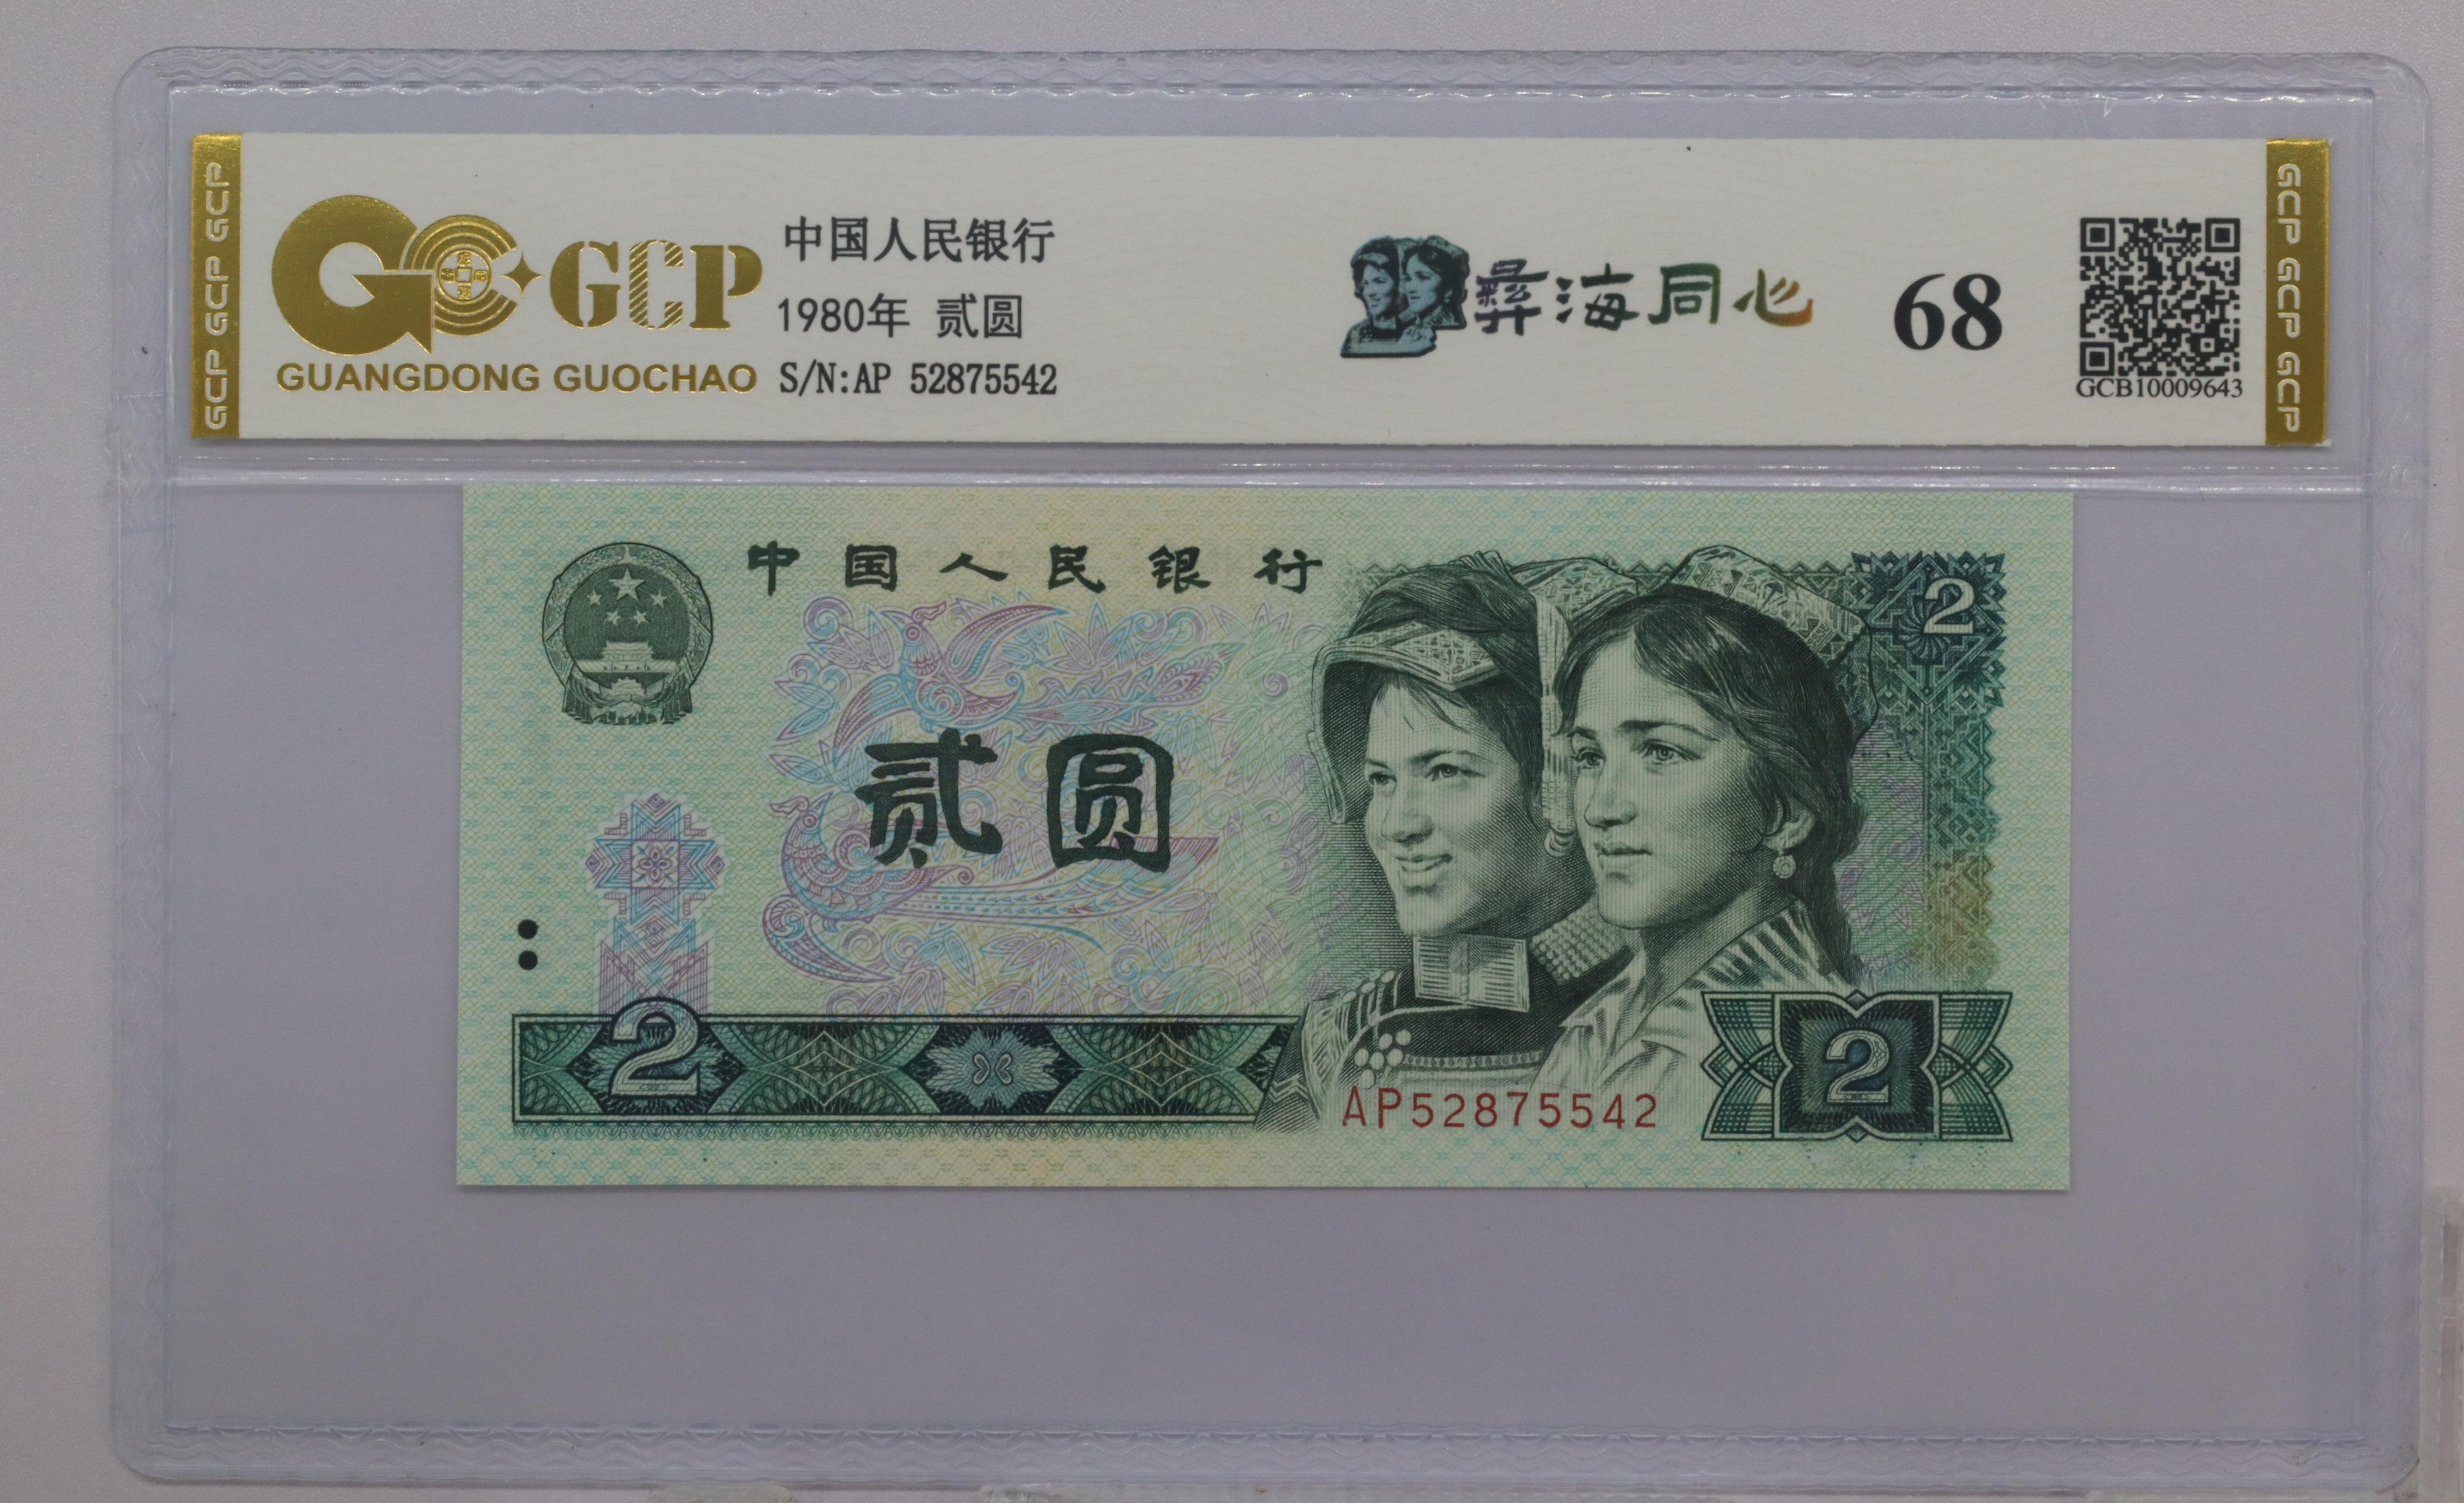 GCP GCP GCP
GCP
GUANGDONG GUOCHAO
中国人民银行
1980年 贰圆
S/N:AP 52875542
彝海同心
68
GCB10009643
GCP GCP GCP
中国人民银行
2
贰圆
2
AP52875542
2